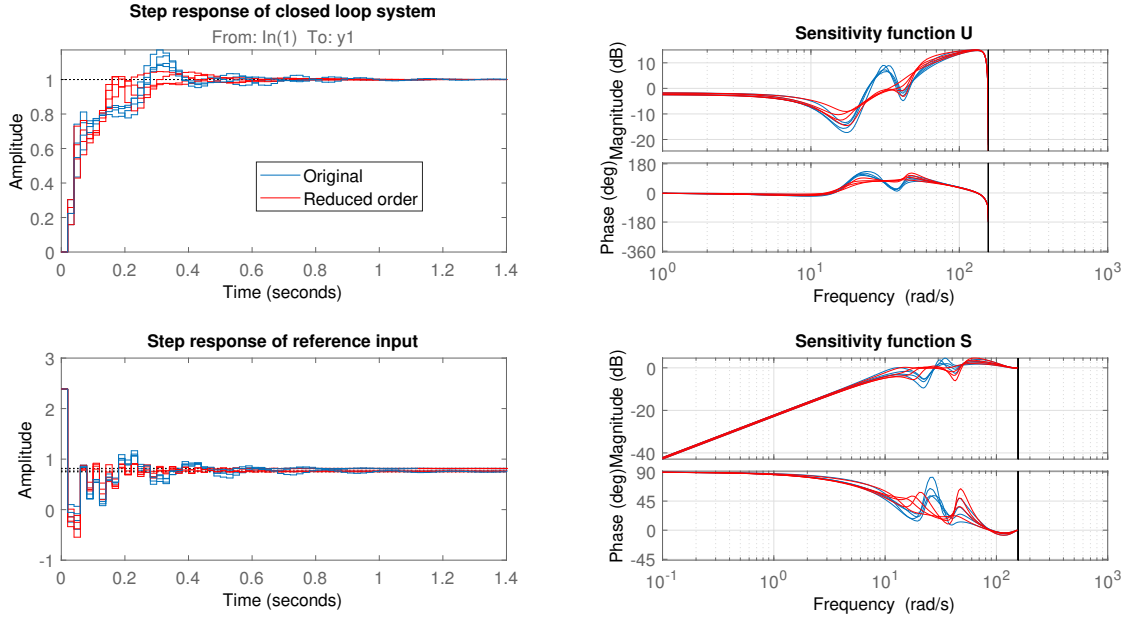 Step response of closed loop system
From: In(1) To: y1
Amplitude
1
0.8
0.6
0.4
0.2
0
Original
Reduced order
0 0.2 0.4 0.6 0.8 1 1.2 1.4
Time (seconds)
Sensitivity function U
Magnitude (dB)
10
0
-10
-20
Phase (deg)
180
0
-180
-360
10^0 10^1 10^2 10^3
Frequency (rad/s)
Step response of reference input
Amplitude
3
2
1
0
-1
0 0.2 0.4 0.6 0.8 1 1.2 1.4
Time (seconds)
Sensitivity function S
Magnitude (dB)
0
-20
-40
Phase (deg)
90
45
0
-45
10^-1 10^0 10^1 10^2 10^3
Frequency (rad/s)